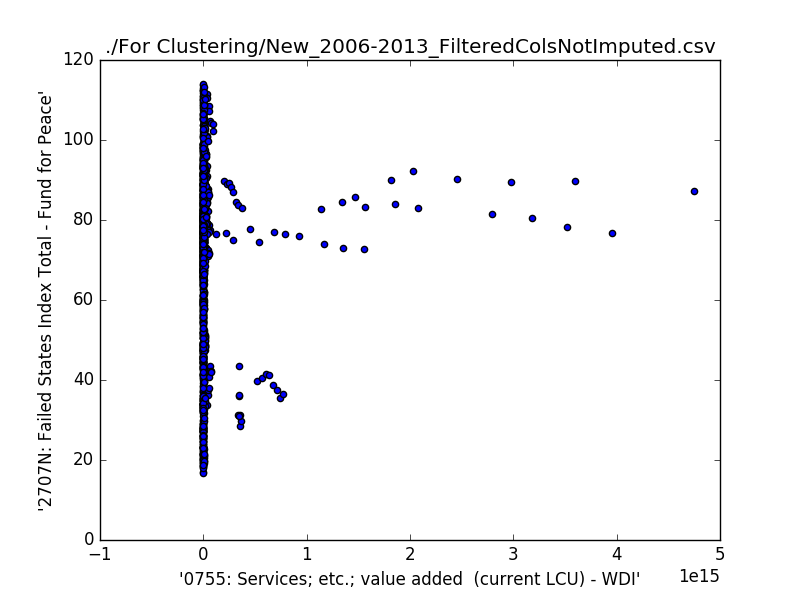 ./For Clustering/New_2006-2013_FilteredColsNotImputed.csv
120
100
80
60
40
20
0
'2707N: Failed States Index Total - Fund for Peace'
−1 0 1 2 3 4 5
1e15
'0755: Services; etc.; value added  (current LCU) - WDI'